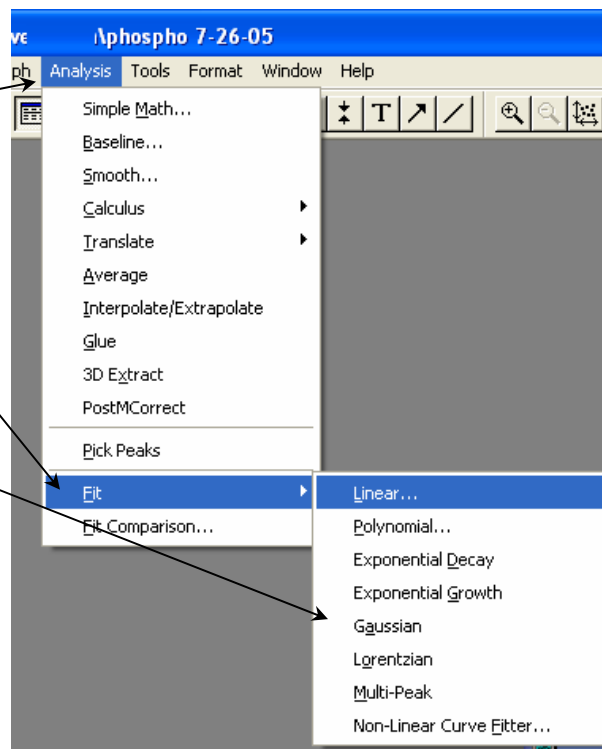 ve \phospho 7-26-05
ph Analysis Tools Format Window Help
T
Simple Math...
Baseline...
Smooth...
Calculus
Translate
Average
Interpolate/Extrapolate
Glue
3D Extract
PostMCorrect
Pick Peaks
Fit
Fit Comparison...
Linear...
Polynomial...
Exponential Decay
Exponential Growth
Gaussian
Lorentzian
Multi-Peak
Non-Linear Curve Fitter...